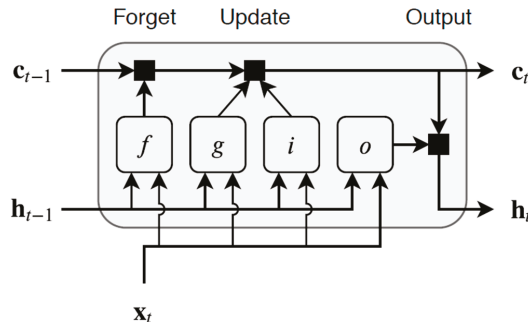 Forget Update Output
c_{t-1} c_t
f g i o
h_{t-1} h_t
x_t